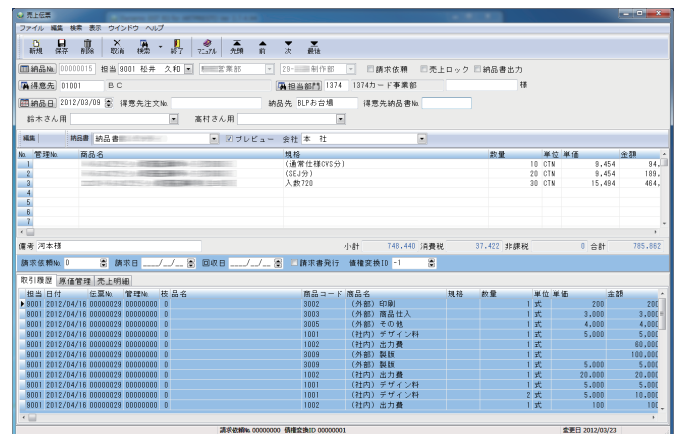 売上伝票
ファイル 編集 検索 表示 ウインドウ ヘルプ
新規 保存 削除 取消 検索 終了 マニュアル 先頭 前 次 最後
納品No. 00000015 担当 9001 松井 久和 営業部 29- 制作部 請求依頼 売上ロック 納品書出力
得意先 01001 BC 担当部門 1374 1374カード事業部 様
納品日 2012/03/09 得意先注文No. 納品先 BLPお台場 得意先納品書No.
鈴木さん用 高村さん用
編集 納品書 納品書 プレビュー 会社 本 社
No. 管理No. 商品名 規格 数量 単位 単価 金額
1 (通常仕様CVS分) 10 CTN 9,454 94,
2 (SEJ分) 20 CTN 9,454 189,
3 入数720 30 CTN 15,494 464,
4
5
6
7
備考 河本様 小計 748,440 消費税 37,422 非課税 0 合計 785,862
請求依頼No. 0 請求日 ____/__/__ 回収日 ____/__/__ 請求書発行 債権変換ID -1
取引履歴 原価管理 売上明細
担当 日付 伝票No. 管理No. 枝 品名 商品コード 商品名 規格 数量 単位 単価 金額
9001 2012/04/16 00000029 00000000 0 3002 (外部) 印刷 1 式 200 200
9001 2012/04/16 00000029 00000000 0 3003 (外部) 商品仕入 1 式 3,000 3,000
9001 2012/04/16 00000029 00000000 0 3005 (外部) その他 1 式 4,000 4,000
9001 2012/04/16 00000029 00000000 0 1001 (社内) デザイン料 1 式 5,000 5,000
9001 2012/04/16 00000029 00000000 0 1002 (社内) 出力費 1 式 60,000
9001 2012/04/16 00000029 00000000 0 3009 (外部) 製版 1 式 100,000
9001 2012/04/16 00000029 00000000 0 3009 (外部) 製版 1 式 5,000 5,000
9001 2012/04/16 00000029 00000000 0 1002 (社内) 出力費 1 式 20,000 20,000
9001 2012/04/16 00000029 00000000 0 1001 (社内) デザイン料 1 式 5,000 5,000
9001 2012/04/16 00000029 00000000 0 1001 (社内) デザイン料 2 式 5,000 10,000
9001 2012/04/16 00000029 00000000 0 1002 (社内) 出力費 1 式 100 100
請求依頼No. 00000000 債権変換ID 00000001 変更日 2012/03/23